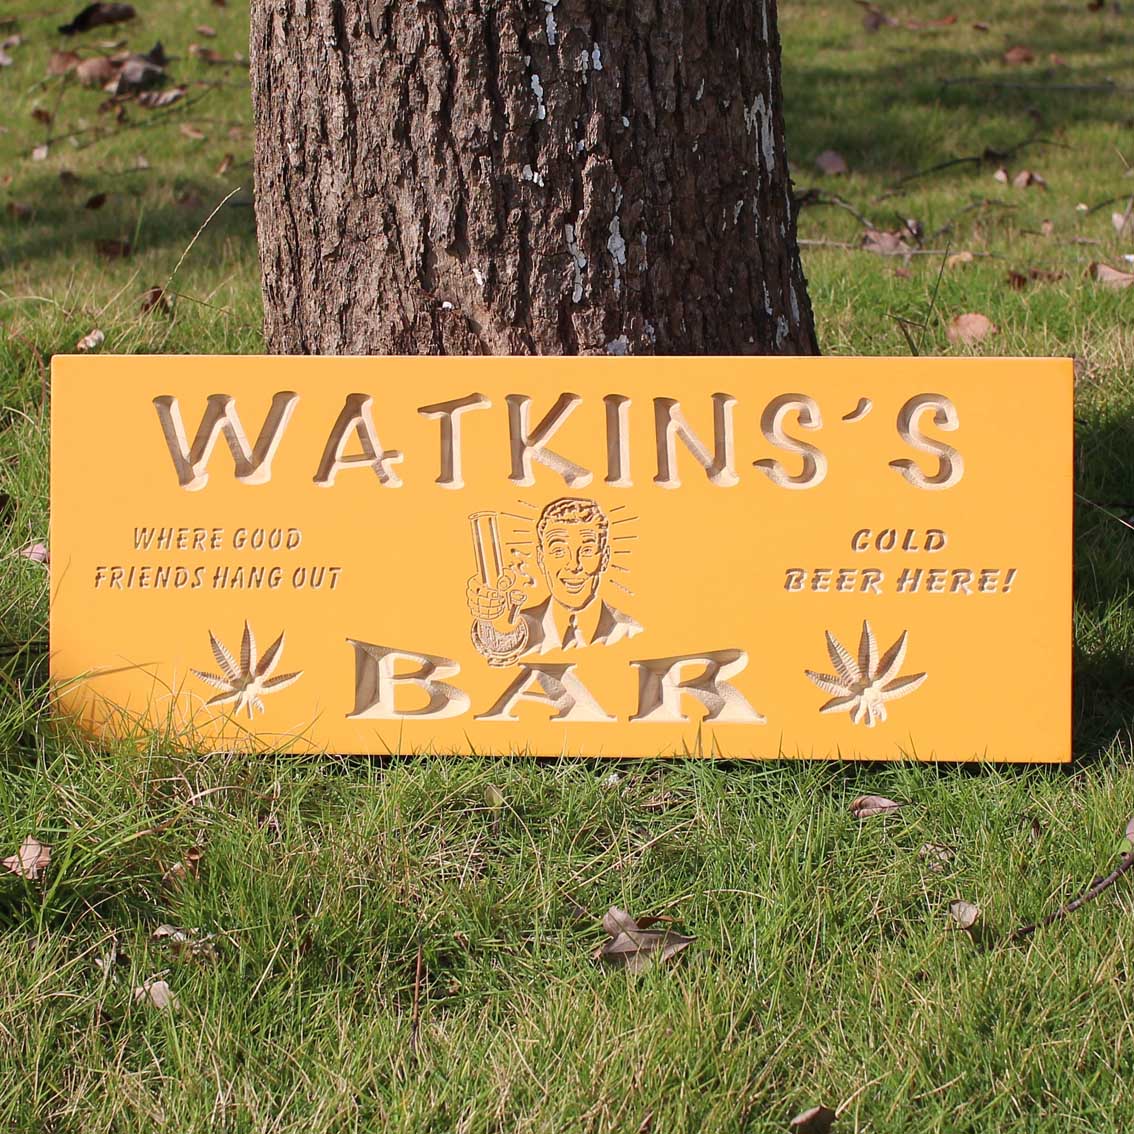 WATKINS'S
WHERE GOOD
FRIENDS HANG OUT
COLD
BEER HERE!
BAR